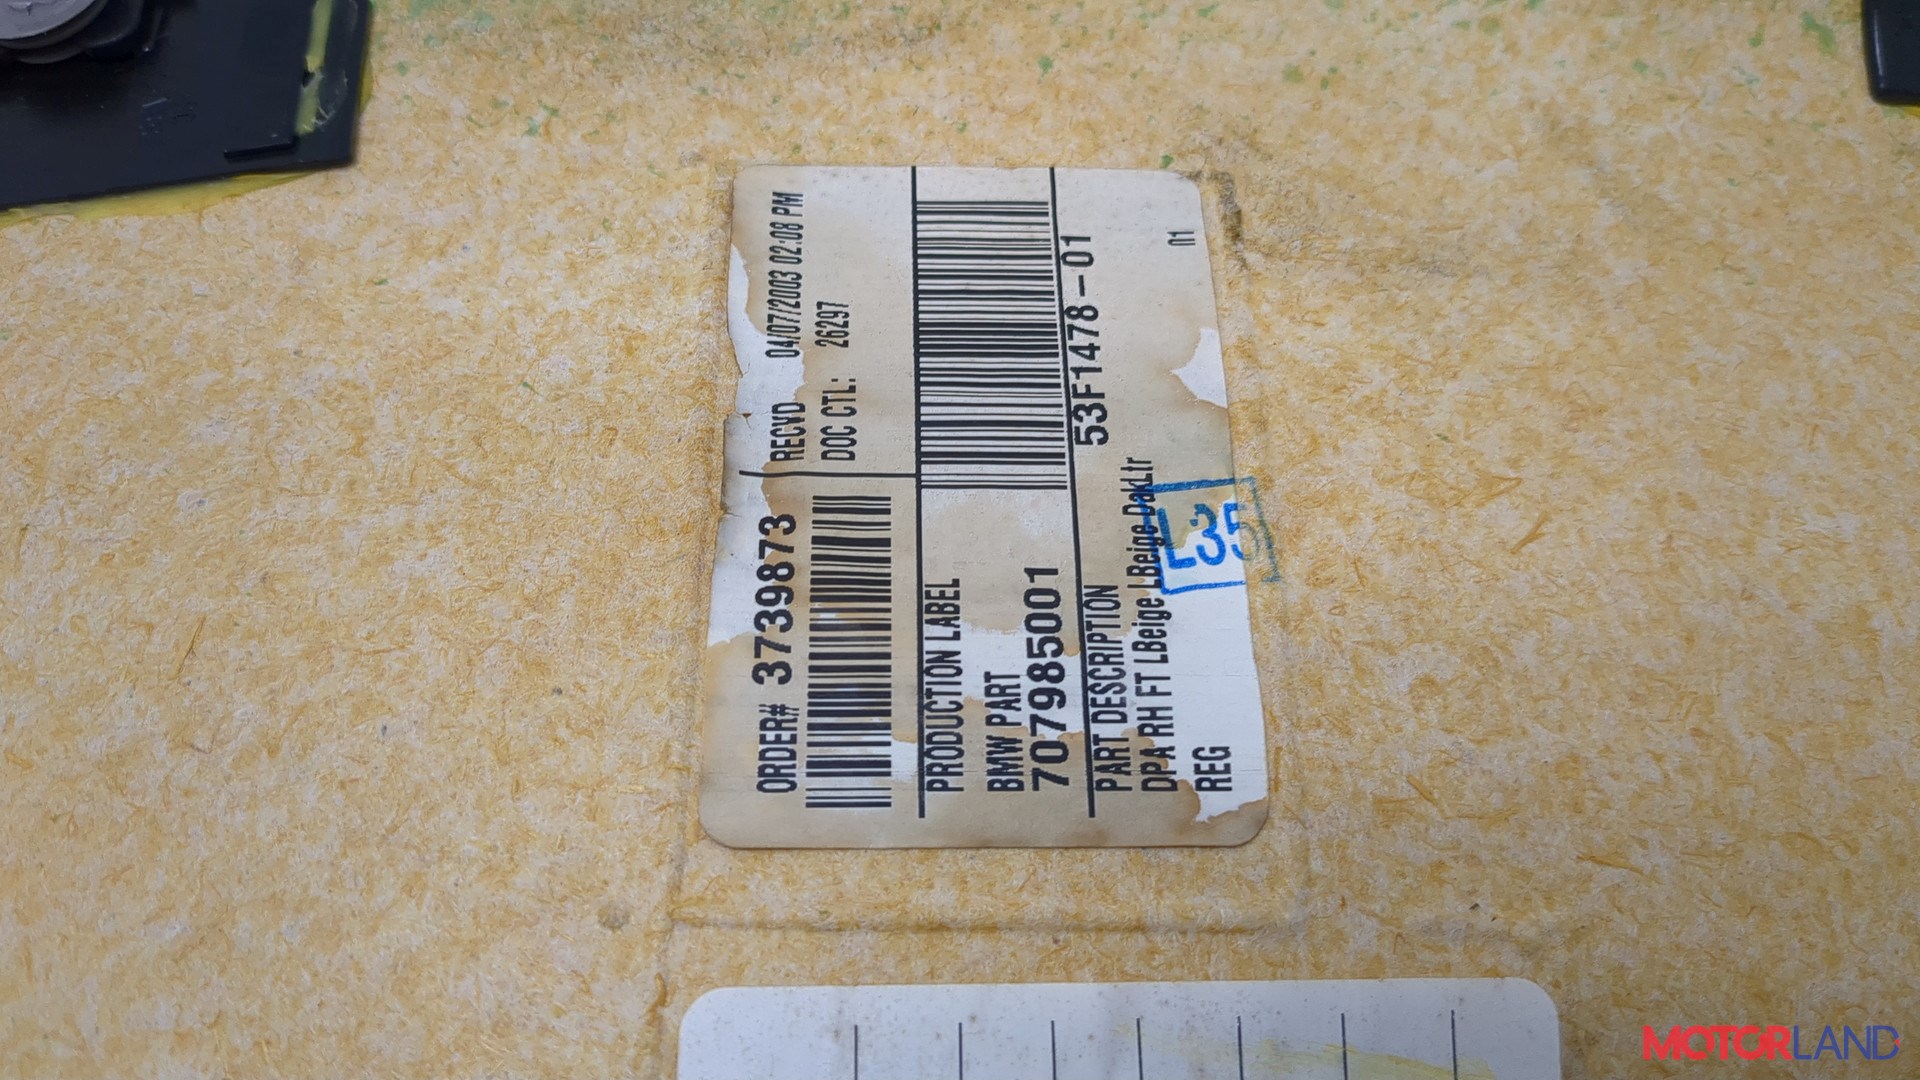 ORDER# 3739873
RECVD 04/07/2003 02:08 PM
DOC CTL: 26297
PRODUCTION LABEL
BMW PART
707985001
53F1478-01
PART DESCRIPTION
DPA RH FT LBeige LBeige DakLtr
REG
01
L35
MOTORLAND